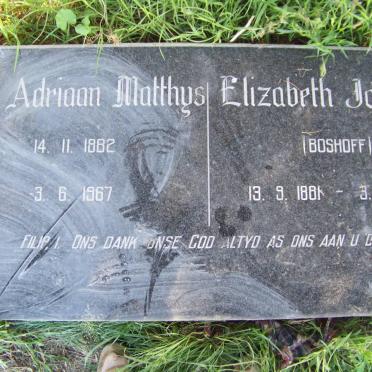 Adriaan Matthys Elizabeth Jo
14. 11. 1882 (BOSHOFF)
3. 6. 1967 13. 9. 1881 - 3.
FILIP. 1. ONS DANK ONSE GOD ALTYD AS ONS AAN U D